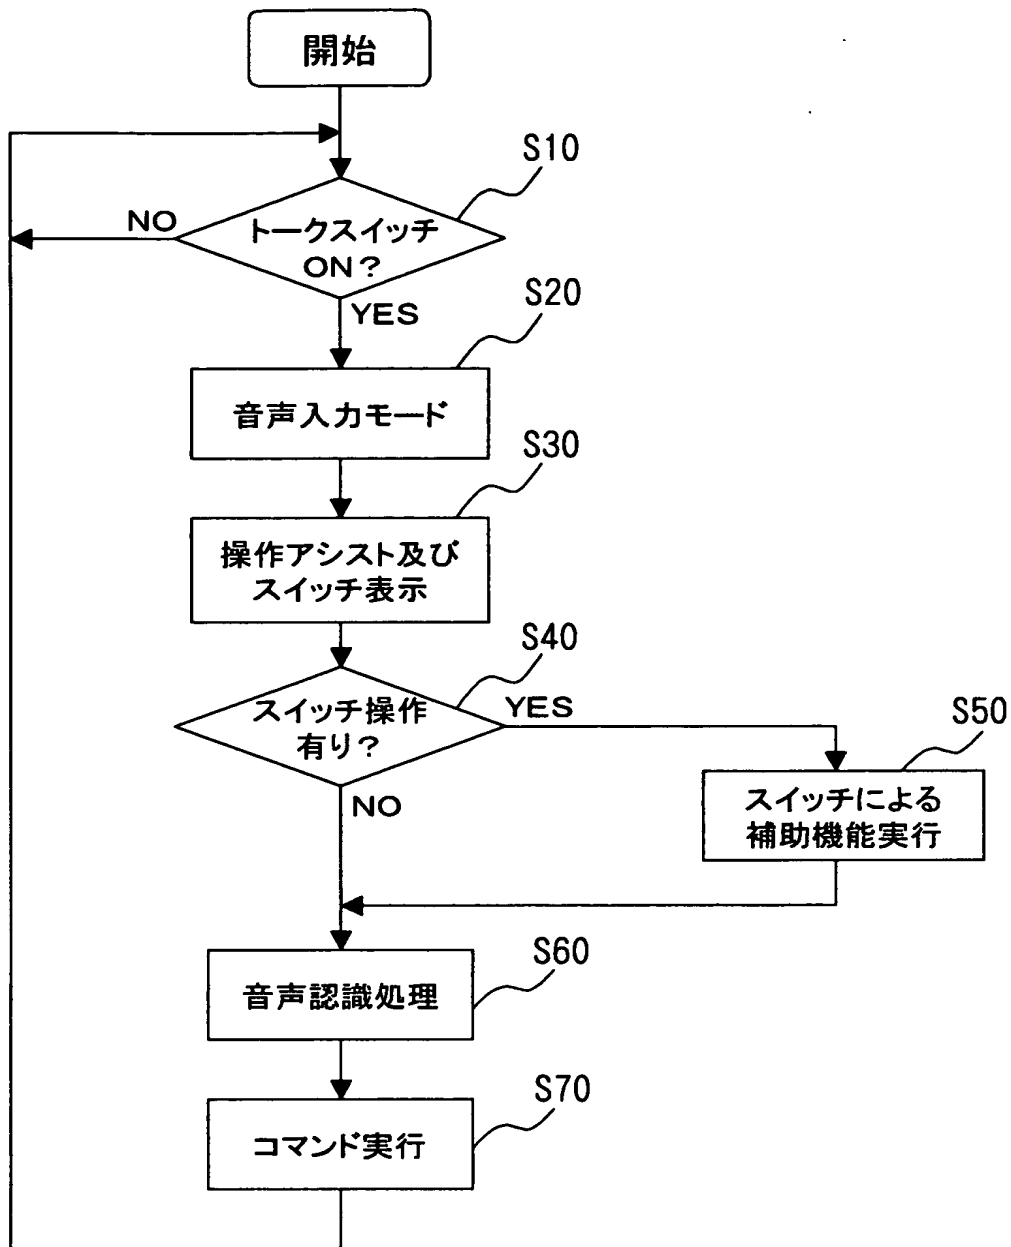 開始
S10
NO
トークスイッチ
ON?
YES
S20
音声入力モード
S30
操作アシスト及び
スイッチ表示
S40
スイッチ操作
有り?
YES
S50
NO
スイッチによる
補助機能実行
S60
音声認識処理
S70
コマンド実行